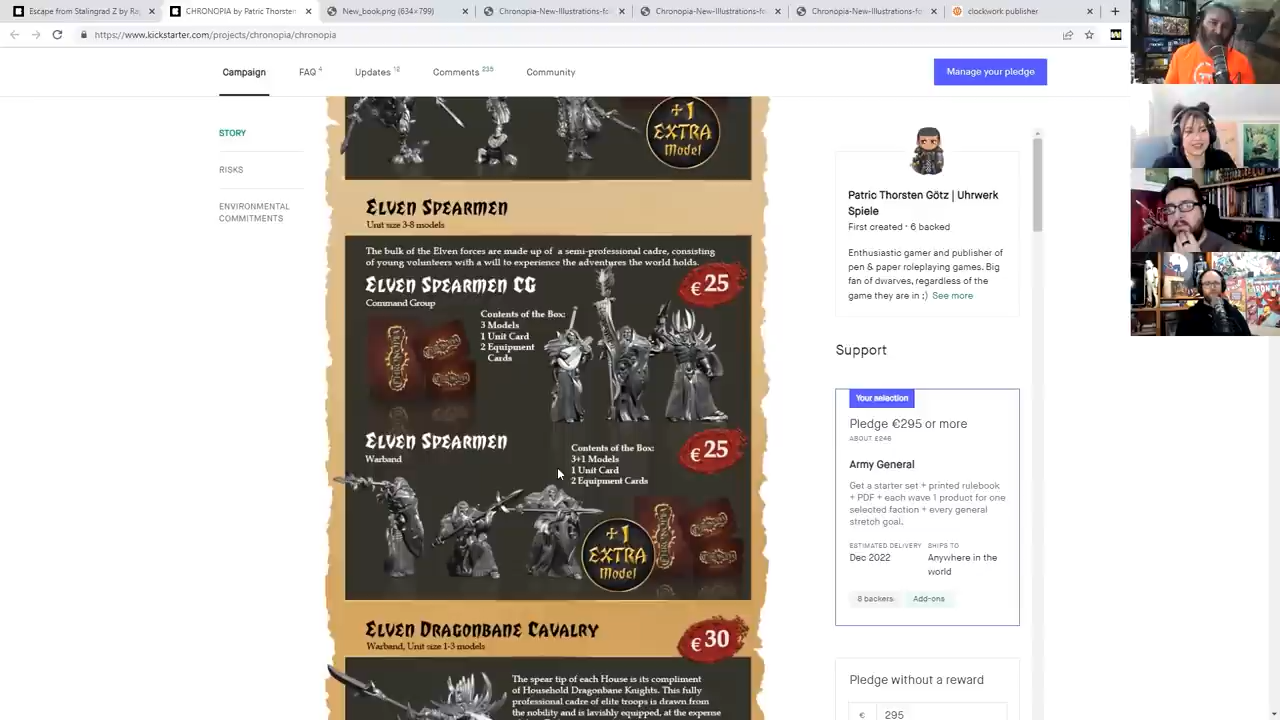 Escape from Stalingrad Z by Ra
CHRONOPIA by Patric Thorsten
New_book.png (634×799)
Chronopia-New-Illustrations-fo
Chronopia-New-Illustrations-fo
Chronopia-New-Illustrations-fo
clockwork publisher
https://www.kickstarter.com/projects/chronopia/chronopia
Campaign
FAQ 4
Updates 12
Comments 235
Community
Manage your pledge
STORY
RISKS
ENVIRONMENTAL
COMMITMENTS
+1
EXTRA
Model
ELVEN SPEARMEN
Unit size 3-8 models
The bulk of the Elven forces are made up of a semi-professional cadre, consisting
of young volunteers with a will to experience the adventures the world holds.
ELVEN SPEARMEN CG
Command Group
€ 25
Contents of the Box:
3 Models
1 Unit Card
2 Equipment
Cards
CHRONOPIA
ELVEN SPEARMEN
Warband
Contents of the Box:
3+1 Models
1 Unit Card
2 Equipment Cards
€ 25
+1
EXTRA
Model
ELVEN DRAGONBANE CAVALRY
Warband, Unit size 1-3 models
€ 30
The spear tip of each House is its compliment
of Household Dragonbane Knights. This fully
professional cadre of elite troops is drawn from
the nobility and is lavishly equipped, at the expense
Patric Thorsten Götz | Uhrwerk
Spiele
First created · 6 backed
Enthusiastic gamer and publisher of
pen & paper roleplaying games. Big
fan of dwarves, regardless of the
game they are in ;) See more
Support
Your selection
Pledge €295 or more
ABOUT £246
Army General
Get a starter set + printed rulebook
+ PDF + each wave 1 product for one
selected faction + every general
stretch goal.
ESTIMATED DELIVERY
Dec 2022
SHIPS TO
Anywhere in the
world
8 backers
Add-ons
Pledge without a reward
€ 295